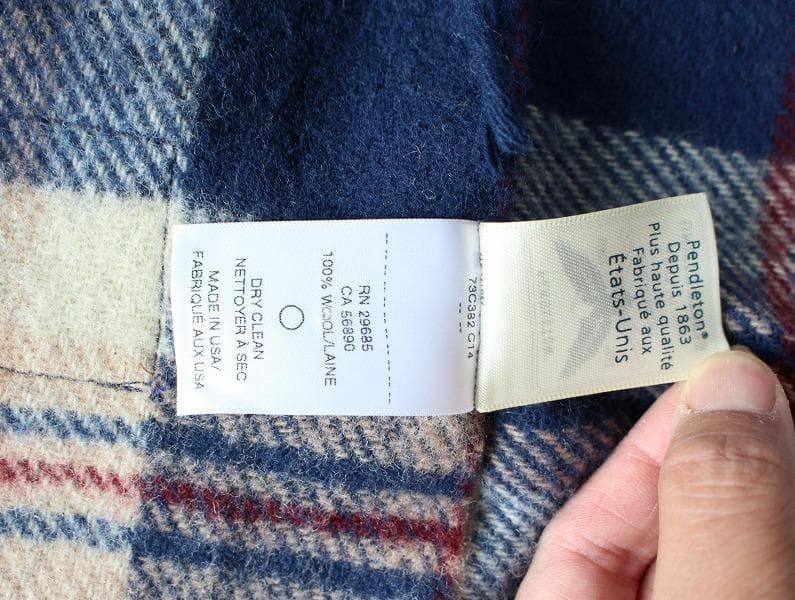 Pendleton®
Depuis 1863
Plus haute qualité
Fabriqué aux
États-Unis
73C382 C14
-- --
RN 29685
CA 56890
100% WOOL/LAINE
DRY CLEAN
NETTOYER À SEC
MADE IN USA/
FABRIQUÉ AUX USA